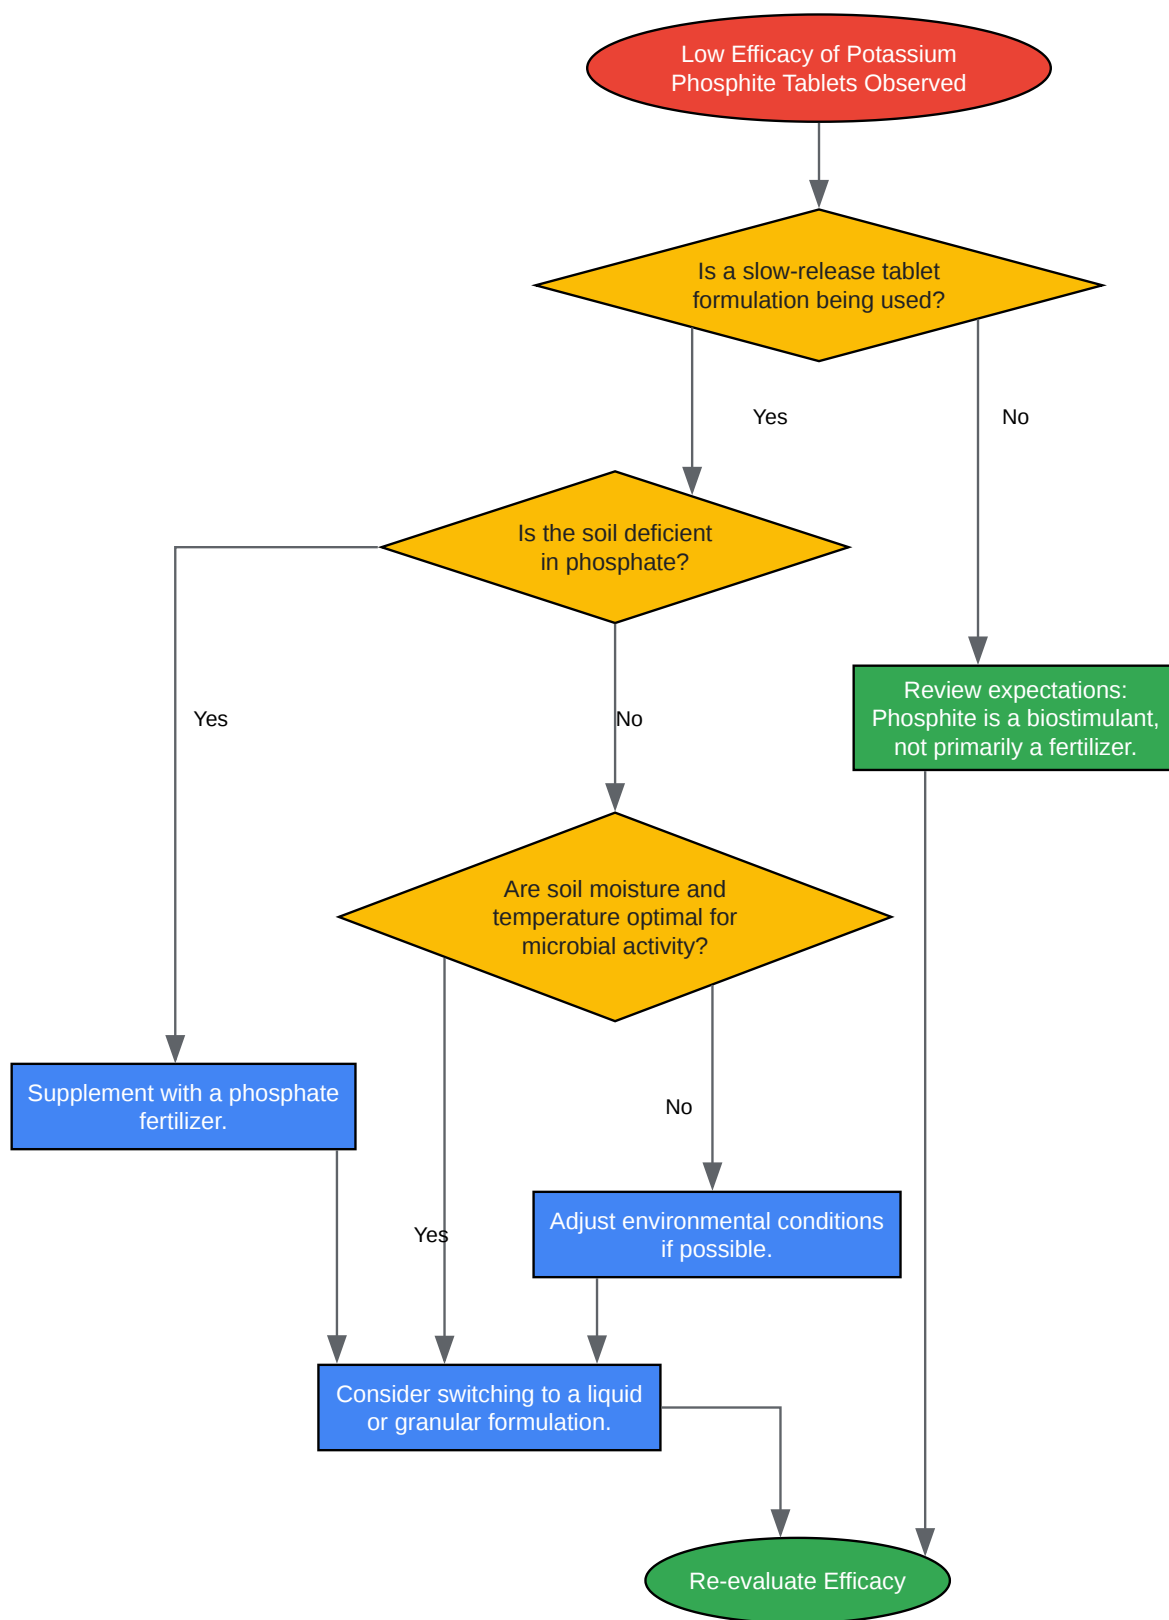 Low Efficacy of Potassium
Phosphite Tablets Observed
Is a slow-release tablet
formulation being used?
Yes
No
Is the soil deficient
in phosphate?
Yes
No
Review expectations:
Phosphite is a biostimulant,
not primarily a fertilizer.
Are soil moisture and
temperature optimal for
microbial activity?
Supplement with a phosphate
fertilizer.
No
Yes
Adjust environmental conditions
if possible.
Consider switching to a liquid
or granular formulation.
Re-evaluate Efficacy